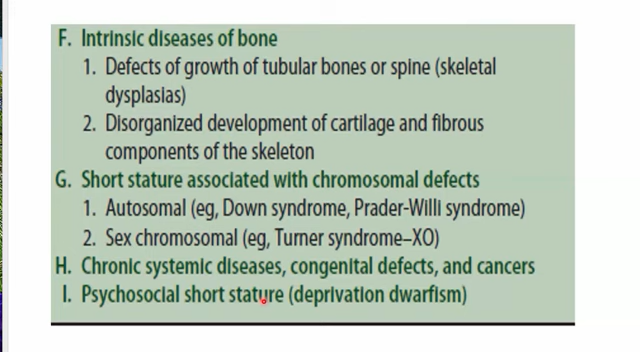 F. Intrinsic diseases of bone
1. Defects of growth of tubular bones or spine (skeletal
dysplasias)
2. Disorganized development of cartilage and fibrous
components of the skeleton
G. Short stature associated with chromosomal defects
1. Autosomal (eg, Down syndrome, Prader-Willi syndrome)
2. Sex chromosomal (eg, Turner syndrome–XO)
H. Chronic systemic diseases, congenital defects, and cancers
I. Psychosocial short stature (deprivation dwarfism)